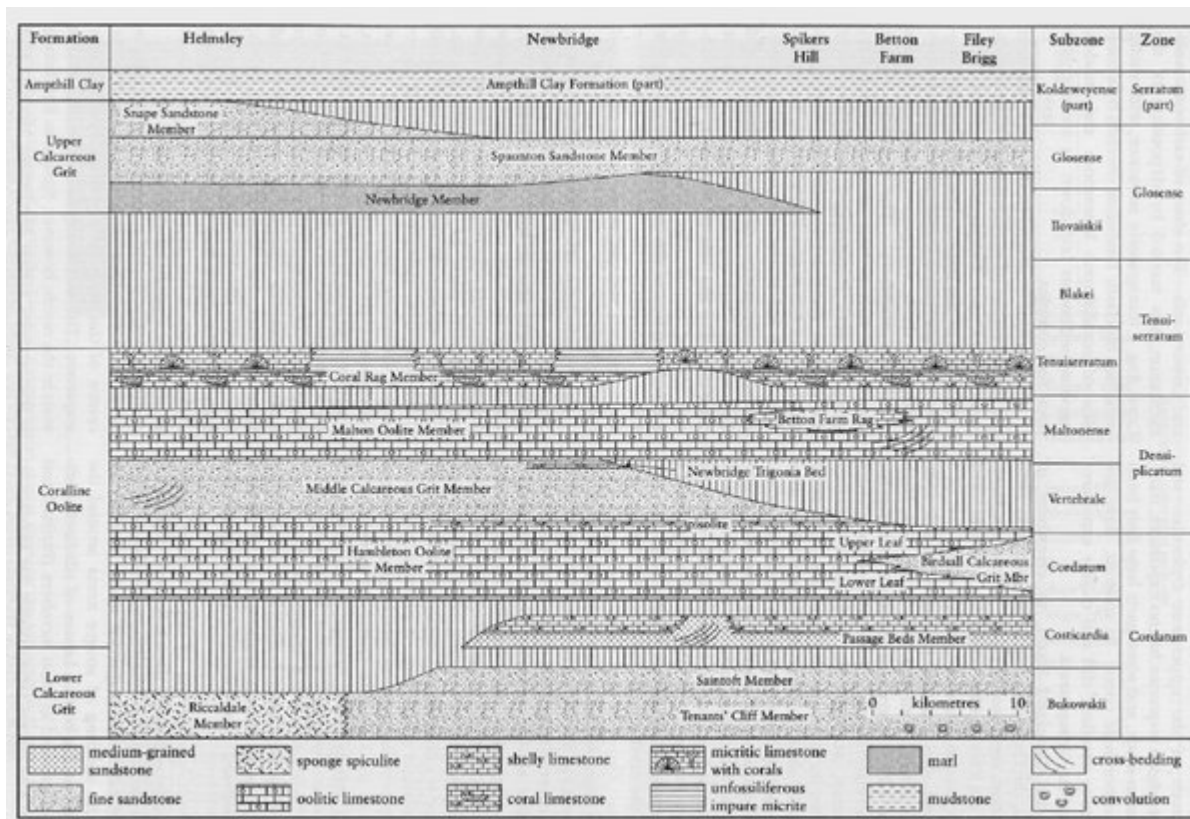 Formation Helmsley Newbridge Spikers Hill Betton Farm Filey Brigg Subzone Zone
Ampthill Clay
Ampthill Clay Formation (part)
Koldeweyense (part)
Serratum (part)
Upper Calcareous Grit
Snape Sandstone Member
Spaunton Sandstone Member
Newbridge Member
Glosense
Glosense
Ilovaiskii
Blakei
Tenui-
serratum
Tenuiserratum
Coral Rag Member
Malton Oolite Member
Betton Farm Rag
Maltonense
Densi-
plicatum
Coralline Oolite
Middle Calcareous Grit Member
Newbridge Trigonia Bed
Vertebrale
pisolite
Hambleton Oolite Member
Upper Leaf
Birdsall Calcareous
Grit Mbr
Lower Leaf
Cordatum
Passage Beds Member
Costicardia
Cordatum
Lower Calcareous Grit
Saintoft Member
Riccaldale Member
Tenants' Cliff Member
0 kilometres 10
Bukowskii
medium-grained sandstone
sponge spiculite
shelly limestone
micritic limestone with corals
marl
cross-bedding
fine sandstone
oolitic limestone
coral limestone
unfossiliferous impure micrite
mudstone
convolution